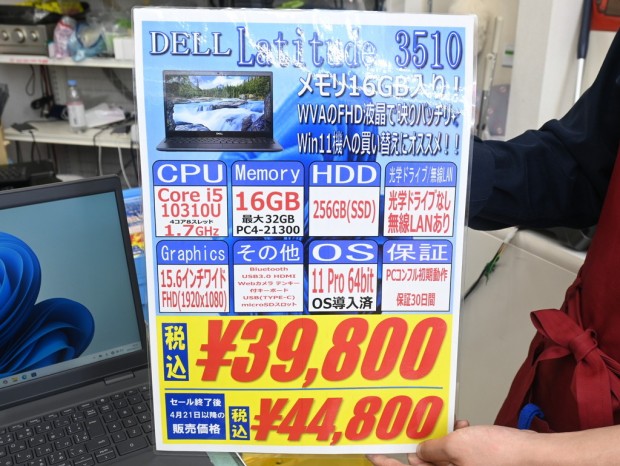 DELL Latitude 3510
メモリ16GB入り!
WVAのFHD液晶で映りバッチリ★
Win11機への買い替えにオススメ!!
CPU
Core i5
10310U
4コア8スレッド
1.7GHz
Memory
16GB
最大32GB
PC4-21300
HDD
256GB(SSD)
光学ドライブ/無線LAN
光学ドライブなし
無線LANあり
Graphics
15.6インチワイド
FHD(1920x1080)
その他
Bluetooth
USB3.0 HDMI
Webカメラ テンキー
付キーボード
USB(TYPE-C)
microSDスロット
OS
11 Pro 64bit
OS導入済
保証
PCコンフル初期動作
保証30日間
税込
¥39,800
セール終了後
4月21日以降の
販売価格
税込
¥44,800